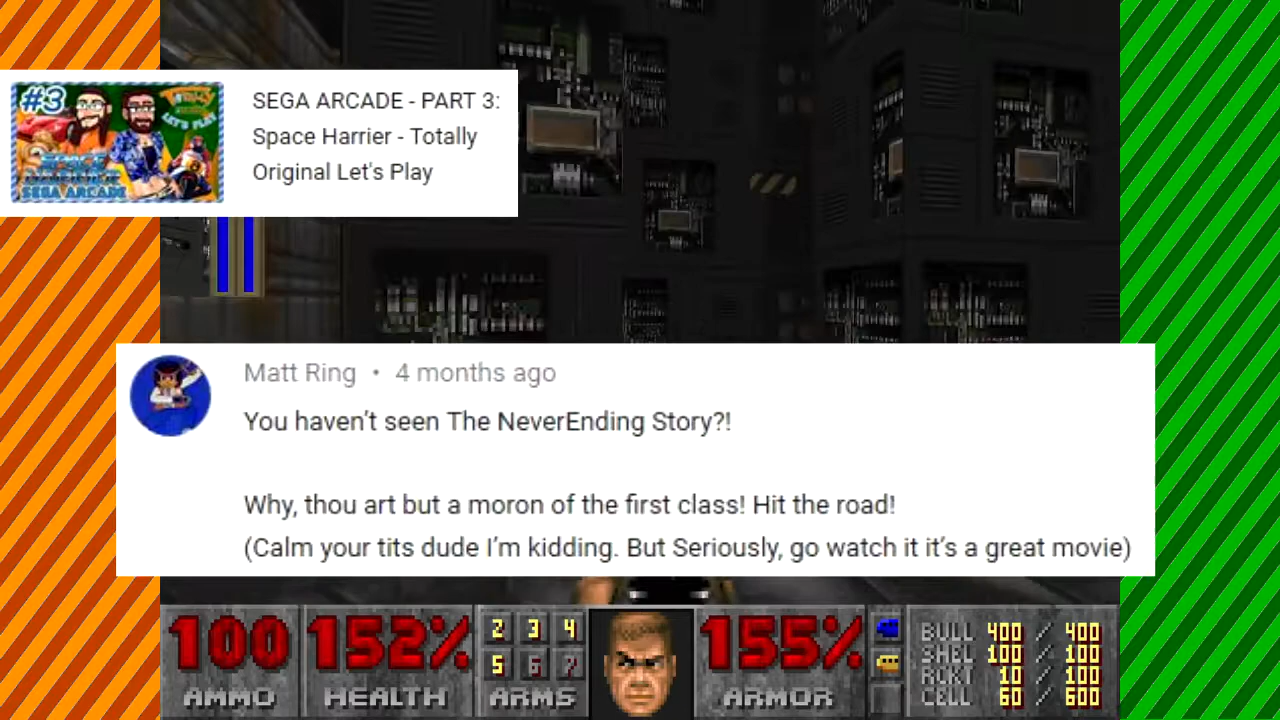 #3
SEGA ARCADE
SEGA ARCADE - PART 3:
Space Harrier - Totally
Original Let's Play
Matt Ring • 4 months ago
You haven’t seen The NeverEnding Story?!
Why, thou art but a moron of the first class! Hit the road!
(Calm your tits dude I’m kidding. But Seriously, go watch it it’s a great movie)
100 152% 2 3 4 155% BULL 400 / 400
5 6 7 SHEL 100 / 100
RCKT 10 / 100
AMMO HEALTH ARMS ARMOR CELL 60 / 600